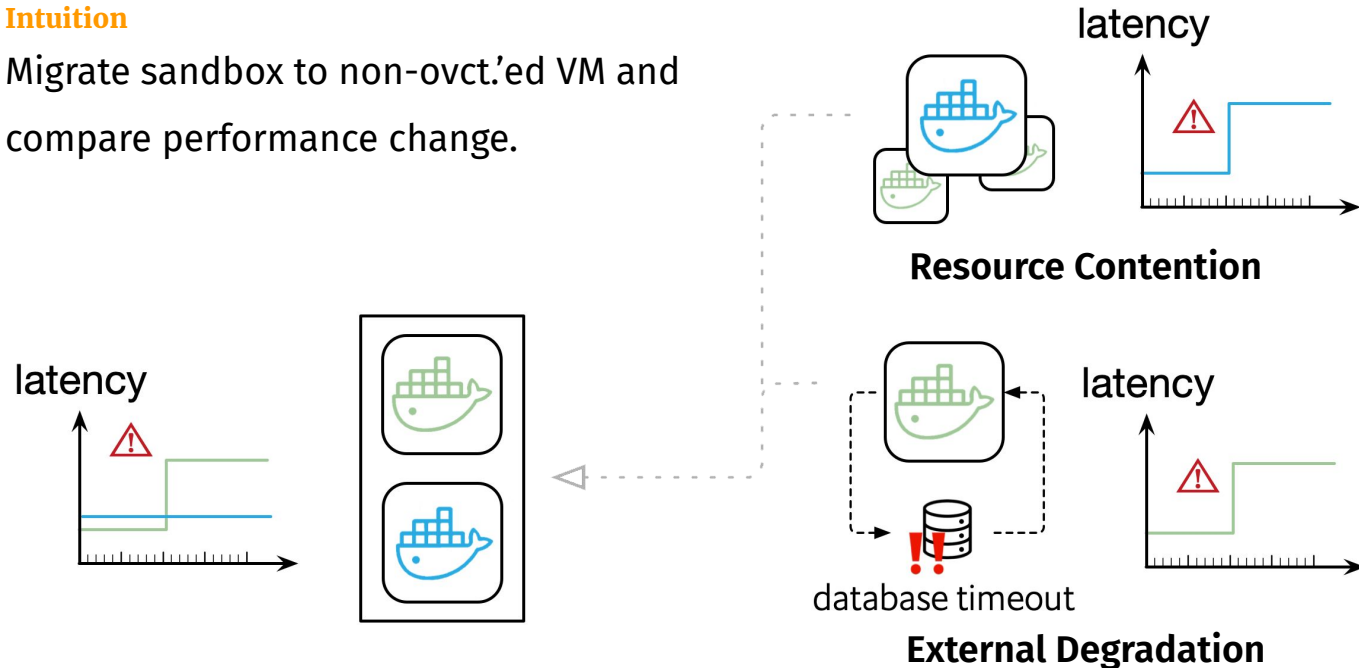 Intuition
Migrate sandbox to non-ovct.’ed VM and
compare performance change.
latency
Resource Contention
latency
latency
database timeout
External Degradation